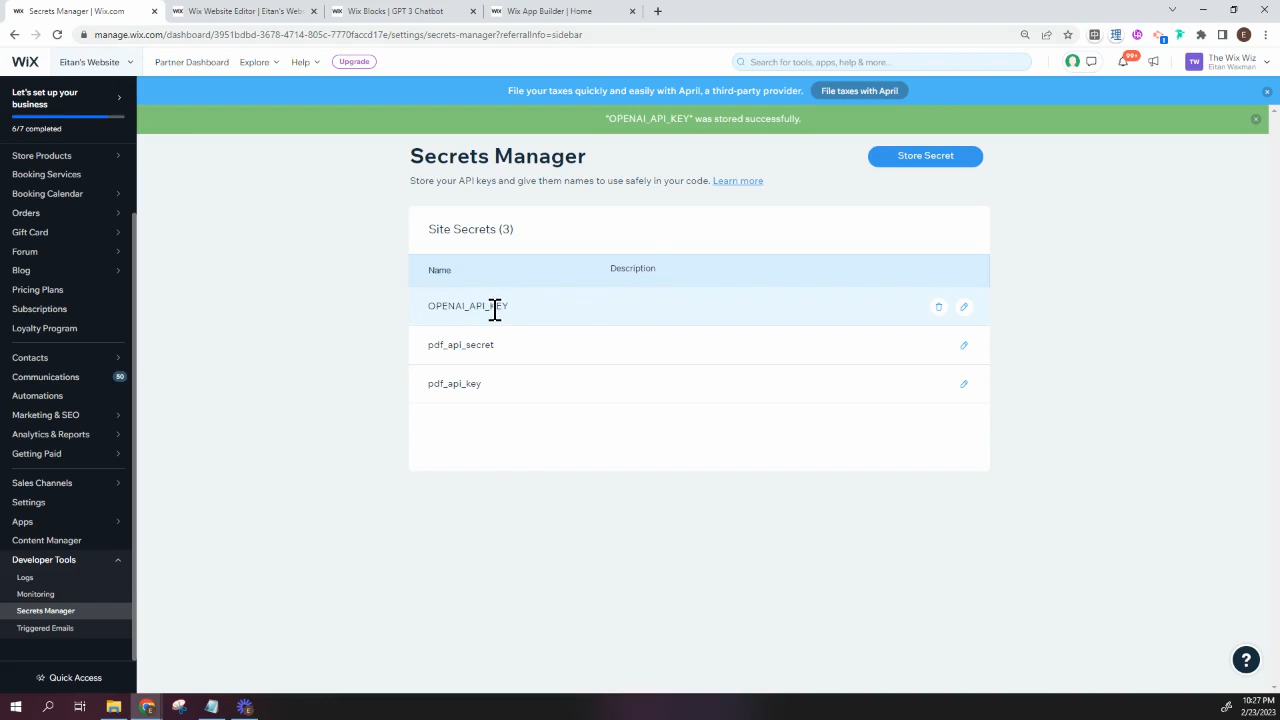 Secrets Manager | Wix.com
Wix Website Editor | Eitan's Web
Wix Blocks | GPT 3 Chatbot
Wix App Builder | Home
manage.wix.com/dashboard/3951bdbd-3678-4714-805c-7770faccd17e/settings/secrets-manager?referralInfo=sidebar
E
WiX
Eitan's Website
Partner Dashboard
Explore
Help
Upgrade
Search for tools, apps, help & more...
99+
TW
The Wix Wiz
Eitan Waxman
Let's set up your
business
6/7 completed
File your taxes quickly and easily with April, a third-party provider.
File taxes with April
"OPENAI_API_KEY" was stored successfully.
Store Products
Booking Services
Booking Calendar
Orders
Gift Card
Forum
Blog
Pricing Plans
Subscriptions
Loyalty Program
Contacts
Communications
50
Automations
Marketing & SEO
Analytics & Reports
Getting Paid
Sales Channels
Settings
Apps
Content Manager
Developer Tools
Logs
Monitoring
Secrets Manager
Triggered Emails
Quick Access
Secrets Manager
Store Secret
Store your API keys and give them names to use safely in your code. Learn more
Site Secrets (3)
Name
Description
OPENAI_API_KEY
pdf_api_secret
pdf_api_key
?
10:27 PM
2/23/2023